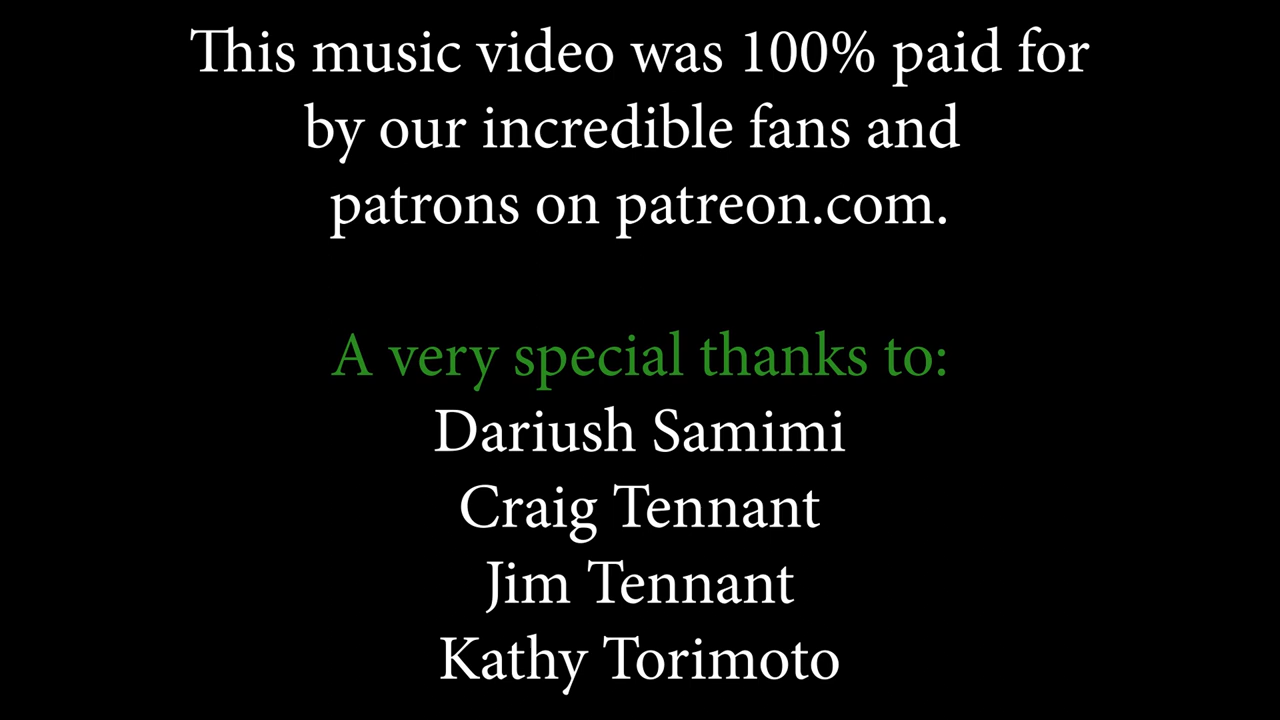 This music video was 100% paid for
by our incredible fans and
patrons on patreon.com.
A very special thanks to:
Dariush Samimi
Craig Tennant
Jim Tennant
Kathy Torimoto